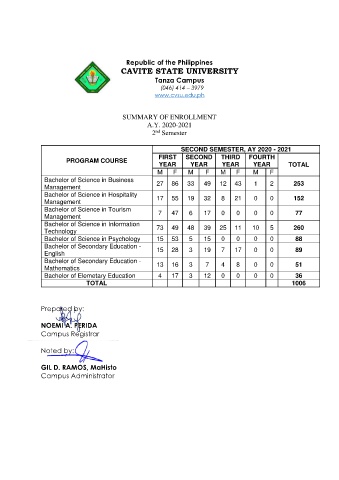 Republic of the Philippines
CAVITE STATE UNIVERSITY
Tanza Campus
(046) 414 – 3979
www.cvsu.edu.ph
SUMMARY OF ENROLLMENT
A.Y. 2020-2021
2nd Semester
PROGRAM COURSE SECOND SEMESTER, AY 2020 - 2021
FIRST YEAR SECOND YEAR THIRD YEAR FOURTH YEAR TOTAL
M F M F M F M F
Bachelor of Science in Business Management 27 86 33 49 12 43 1 2 253
Bachelor of Science in Hospitality Management 17 55 19 32 8 21 0 0 152
Bachelor of Science in Tourism Management 7 47 6 17 0 0 0 0 77
Bachelor of Science in Information Technology 73 49 48 39 25 11 10 5 260
Bachelor of Science in Psychology 15 53 5 15 0 0 0 0 88
Bachelor of Secondary Education - English 15 28 3 19 7 17 0 0 89
Bachelor of Secondary Education - Mathematics 13 16 3 7 4 8 0 0 51
Bachelor of Elemetary Education 4 17 3 12 0 0 0 0 36
TOTAL 1006
Prepared by:
NOEMI A. PERIDA
Campus Registrar
Noted by:
GIL D. RAMOS, MaHisto
Campus Administrator